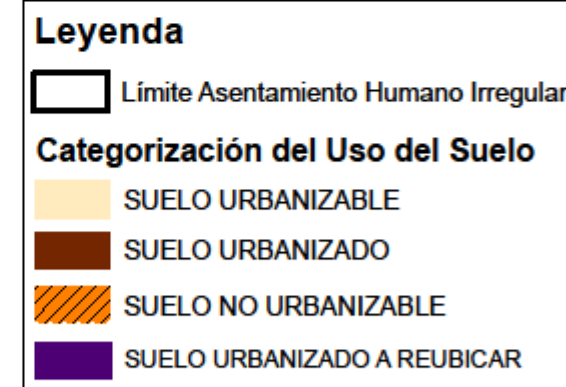 Leyenda
Límite Asentamiento Humano Irregular
Categorización del Uso del Suelo
SUELO URBANIZABLE
SUELO URBANIZADO
SUELO NO URBANIZABLE
SUELO URBANIZADO A REUBICAR